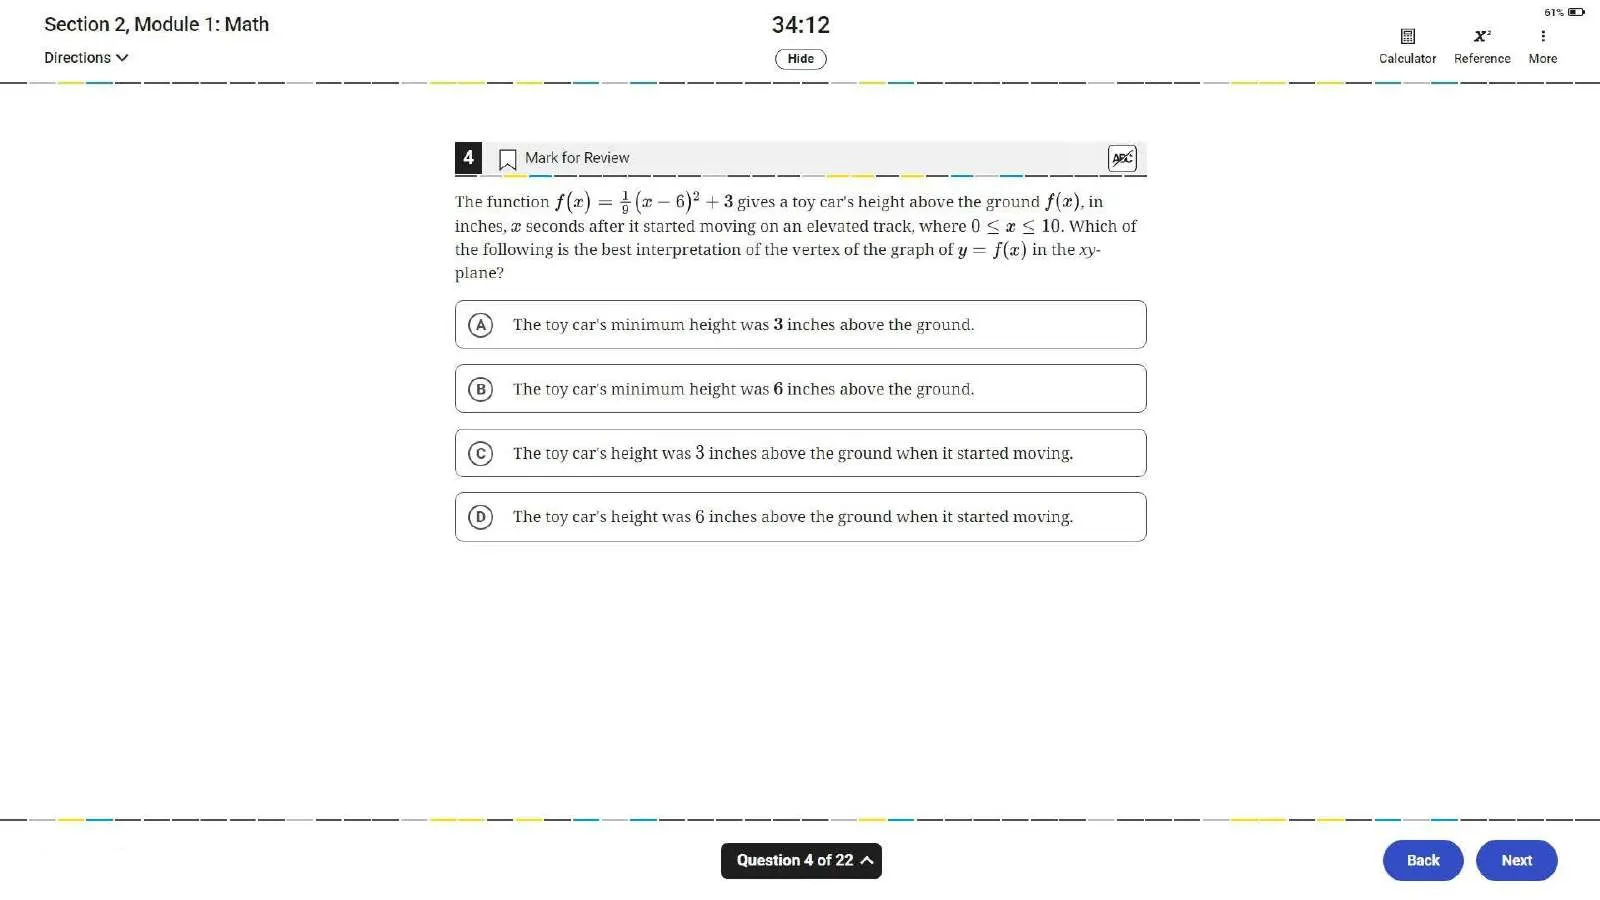 Section 2, Module 1: Math
Directions
34:12
Hide
61%
Calculator
Reference
More
4
Mark for Review
ABC
The function f(x) = 1/9 (x − 6)² + 3 gives a toy car's height above the ground f(x), in
inches, x seconds after it started moving on an elevated track, where 0 ≤ x ≤ 10. Which of
the following is the best interpretation of the vertex of the graph of y = f(x) in the xy-
plane?
A The toy car's minimum height was 3 inches above the ground.
B The toy car's minimum height was 6 inches above the ground.
C The toy car's height was 3 inches above the ground when it started moving.
D The toy car's height was 6 inches above the ground when it started moving.
Question 4 of 22
Back
Next